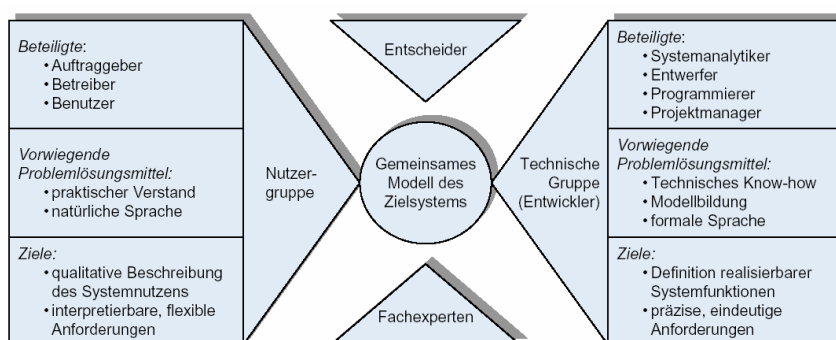 Beteiligte:
• Auftraggeber
• Betreiber
• Benutzer
Vorwiegende
Problemlösungsmittel:
• praktischer Verstand
• natürliche Sprache
Ziele:
• qualitative Beschreibung
des Systemnutzens
• interpretierbare, flexible
Anforderungen
Nutzer-
gruppe
Entscheider
Gemeinsames
Modell des
Zielsystems
Fachexperten
Technische
Gruppe
(Entwickler)
Beteiligte:
• Systemanalytiker
• Entwerfer
• Programmierer
• Projektmanager
Vorwiegende
Problemlösungsmittel:
• Technisches Know-how
• Modellbildung
• formale Sprache
Ziele:
• Definition realisierbarer
Systemfunktionen
• präzise, eindeutige
Anforderungen